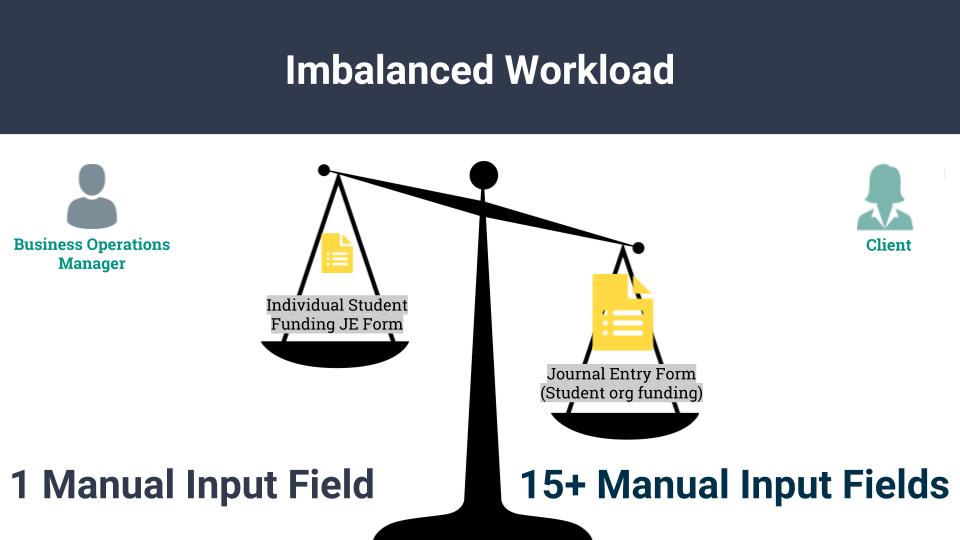 Imbalanced Workload
Business Operations
Manager
Client
Individual Student
Funding JE Form
Journal Entry Form
(Student org funding)
1 Manual Input Field
15+ Manual Input Fields